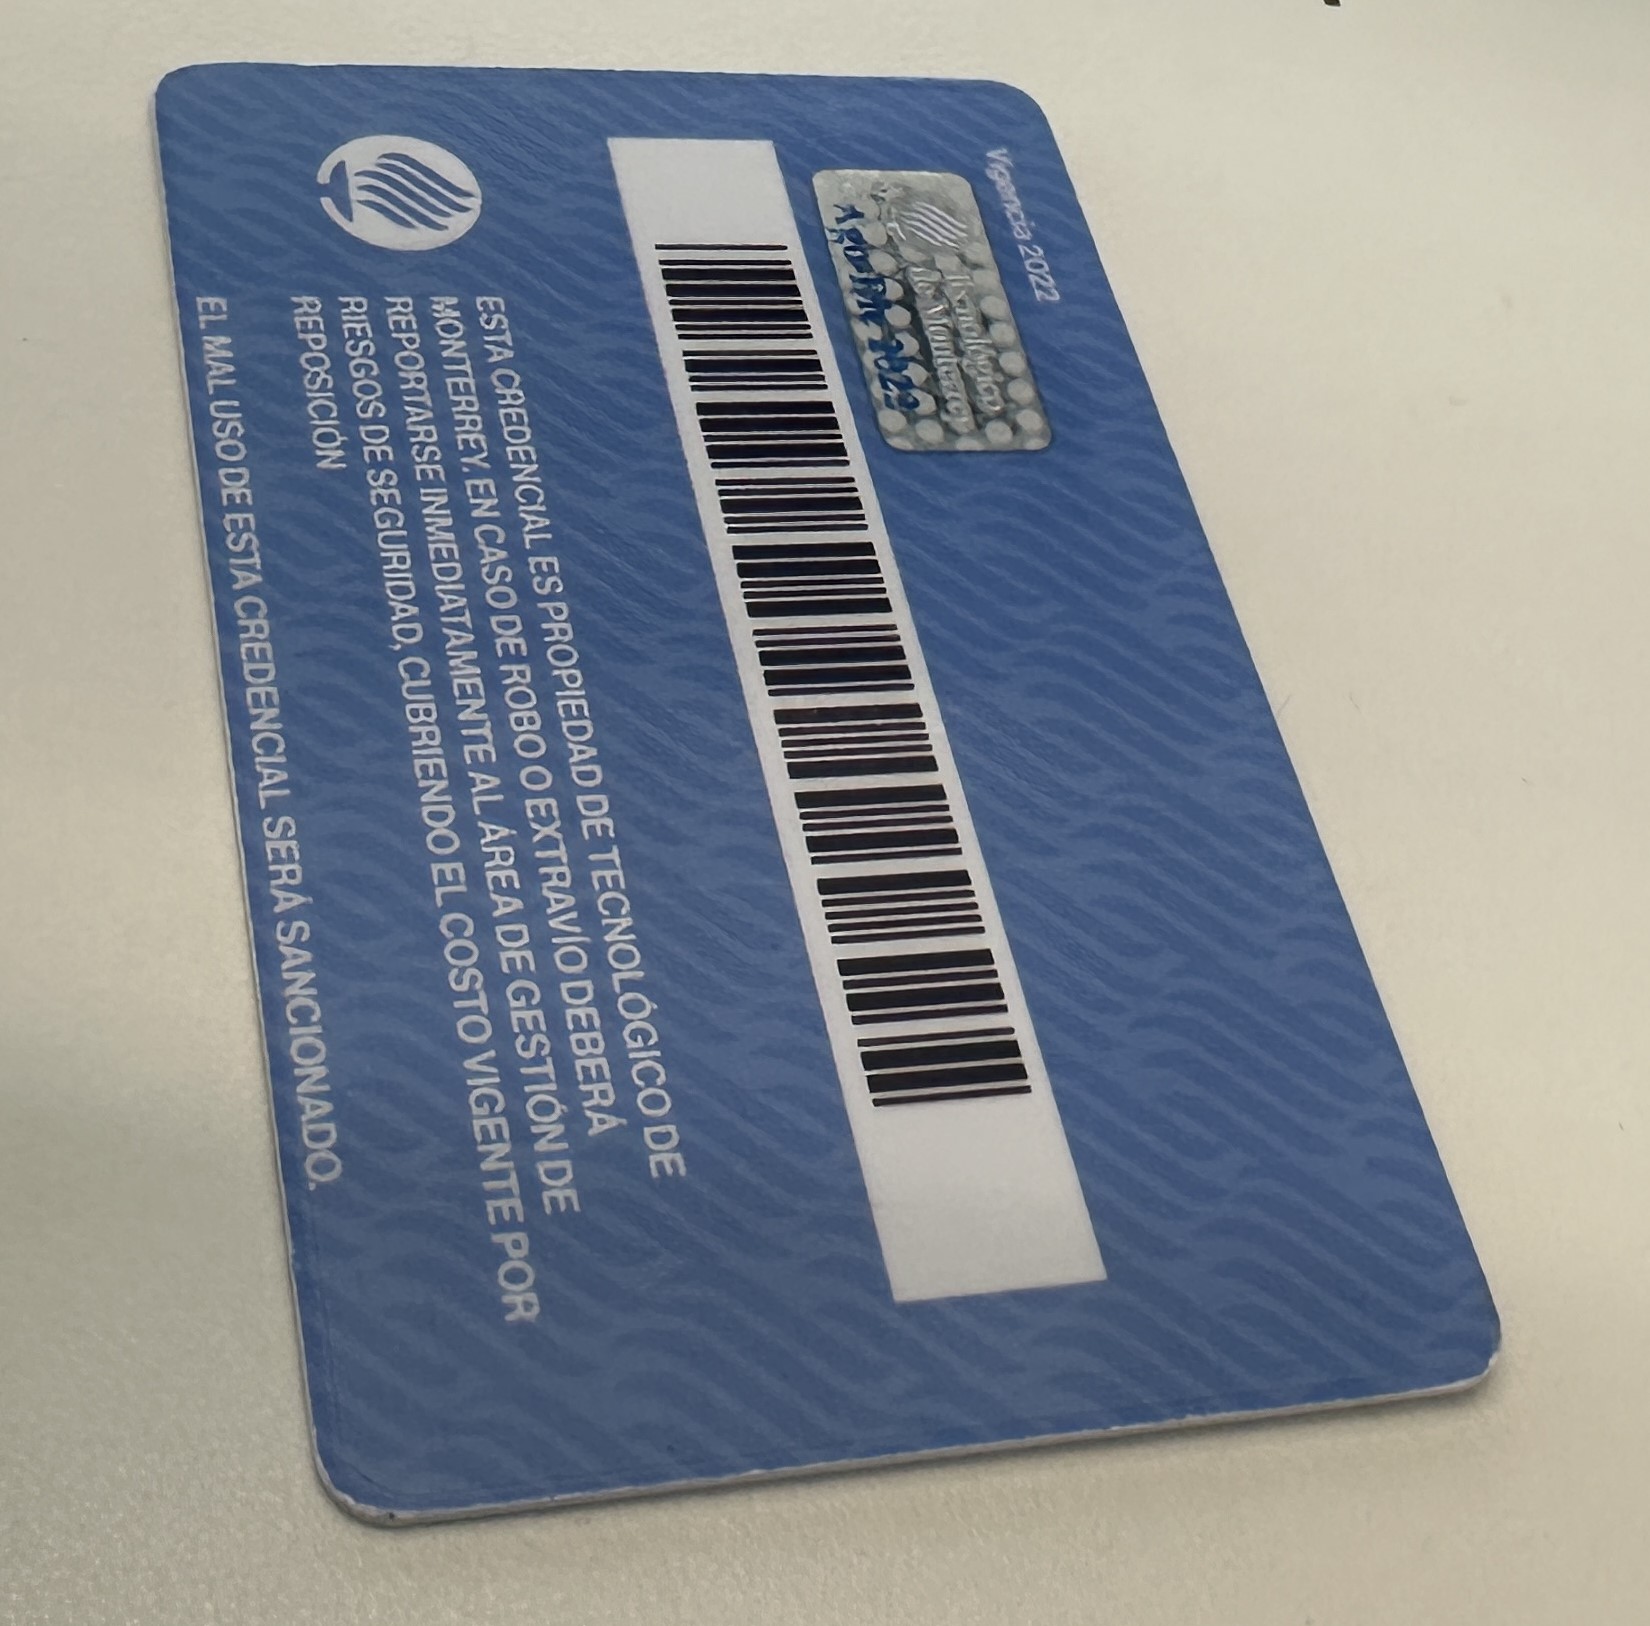 Vigencia 2022
Tecnológico
de Monterrey
Ago-Dic 2022
ESTA CREDENCIAL ES PROPIEDAD DE TECNOLÓGICO DE
MONTERREY. EN CASO DE ROBO O EXTRAVÍO DEBERÁ
REPORTARSE INMEDIATAMENTE AL ÁREA DE GESTIÓN DE
RIESGOS DE SEGURIDAD, CUBRIENDO EL COSTO VIGENTE POR
REPOSICIÓN
EL MAL USO DE ESTA CREDENCIAL SERÁ SANCIONADO.